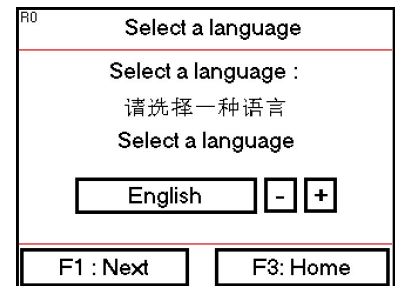 R0
Select a language
Select a language :
请选择一种语言
Select a language
English - +
F1 : Next F3: Home